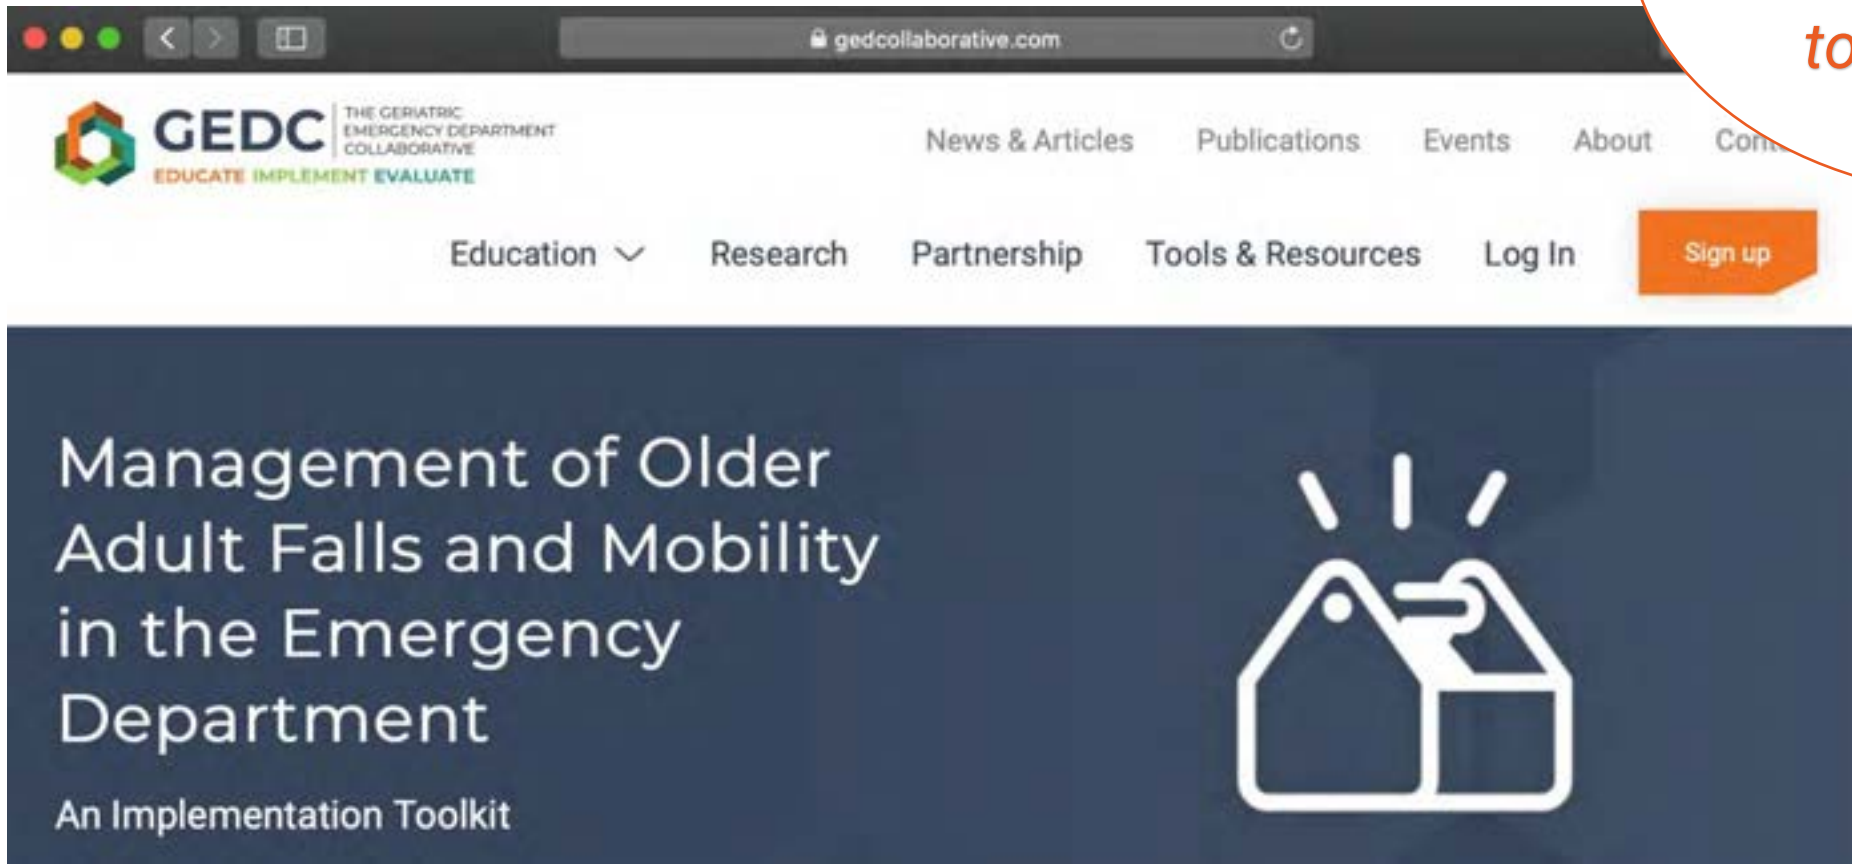 gedcollaborative.com
to
GEDC
THE GERIATRIC
EMERGENCY DEPARTMENT
COLLABORATIVE
EDUCATE IMPLEMENT EVALUATE
News & Articles Publications Events About
Education Research Partnership Tools & Resources Log In Sign up
Management of Older
Adult Falls and Mobility
in the Emergency
Department
An Implementation Toolkit